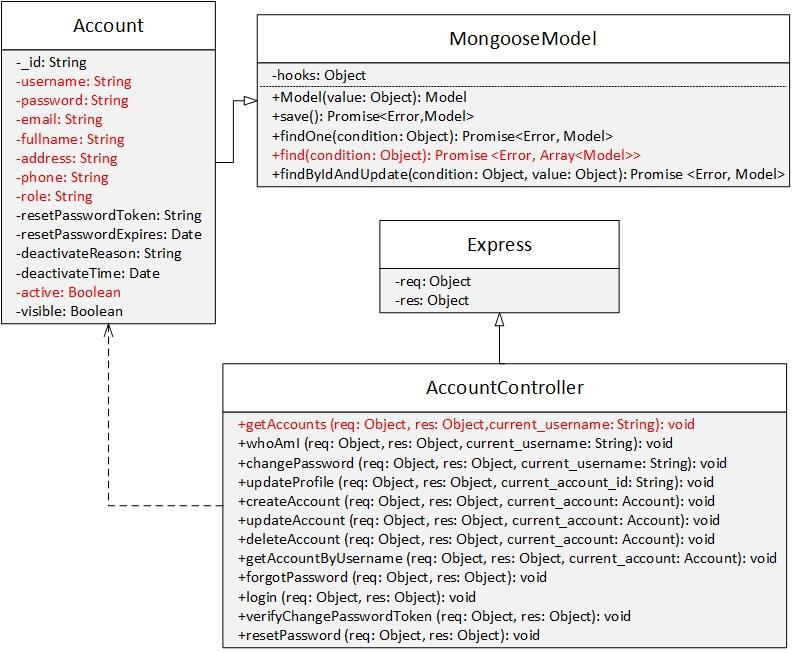 Account
-_id: String
-username: String
-password: String
-email: String
-fullname: String
-address: String
-phone: String
-role: String
-resetPasswordToken: String
-resetPasswordExpires: Date
-deactivateReason: String
-deactivateTime: Date
-active: Boolean
-visible: Boolean
MongooseModel
-hooks: Object
+Model(value: Object): Model
+save(): Promise<Error,Model>
+findOne(condition: Object): Promise<Error, Model>
+find(condition: Object): Promise <Error, Array<Model>>
+findByIdAndUpdate(condition: Object, value: Object): Promise <Error, Model>
Express
-req: Object
-res: Object
AccountController
+getAccounts (req: Object, res: Object,current_username: String): void
+whoAmI (req: Object, res: Object, current_username: String): void
+changePassword (req: Object, res: Object, current_username: String): void
+updateProfile (req: Object, res: Object, current_account_id: String): void
+createAccount (req: Object, res: Object, current_account: Account): void
+updateAccount (req: Object, res: Object, current_account: Account): void
+deleteAccount (req: Object, res: Object, current_account: Account): void
+getAccountByUsername (req: Object, res: Object, current_account: Account): void
+forgotPassword (req: Object, res: Object): void
+login (req: Object, res: Object): void
+verifyChangePasswordToken (req: Object, res: Object): void
+resetPassword (req: Object, res: Object): void